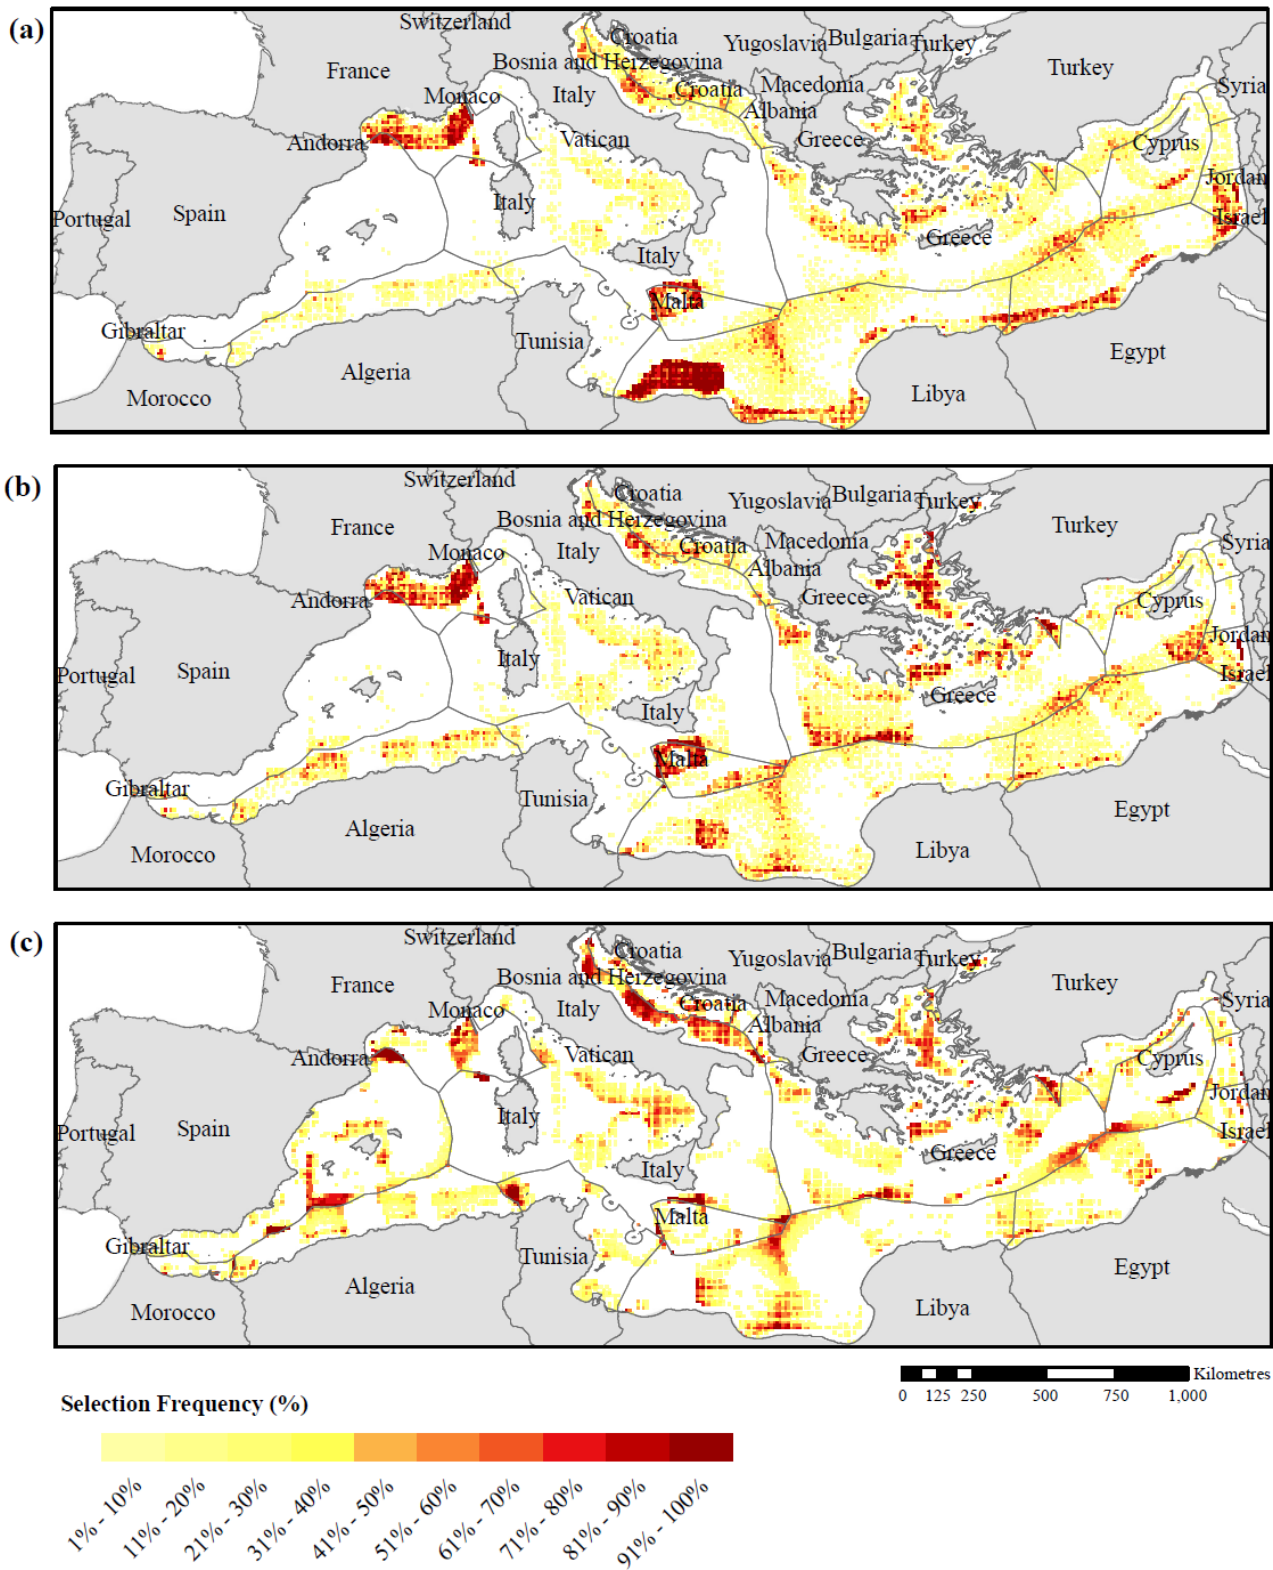 (a)
Switzerland
Croatia
Yugoslavia
Bulgaria
Turkey
France
Bosnia and Herzegovina
Turkey
Monaco
Italy
Croatia
Macedonia
Syria
Albania
Andorra
Vatican
Greece
Cyprus
Jordan
Portugal
Spain
Italy
Israel
Greece
Italy
Malta
Gibraltar
Tunisia
Egypt
Algeria
Morocco
Libya
(b)
Switzerland
Croatia
Yugoslavia
Bulgaria
Turkey
France
Bosnia and Herzegovina
Turkey
Monaco
Italy
Croatia
Macedonia
Syria
Albania
Andorra
Vatican
Greece
Cyprus
Jordan
Portugal
Spain
Italy
Israel
Greece
Italy
Malta
Gibraltar
Tunisia
Egypt
Algeria
Morocco
Libya
(c)
Switzerland
Croatia
Yugoslavia
Bulgaria
Turkey
France
Bosnia and Herzegovina
Turkey
Monaco
Italy
Croatia
Macedonia
Syria
Albania
Andorra
Vatican
Greece
Cyprus
Jordan
Portugal
Spain
Italy
Israel
Greece
Italy
Malta
Gibraltar
Tunisia
Egypt
Algeria
Morocco
Libya
Kilometres
0 125 250 500 750 1,000
Selection Frequency (%)
1% - 10%
11% - 20%
21% - 30%
31% - 40%
41% - 50%
51% - 60%
61% - 70%
71% - 80%
81% - 90%
91% - 100%